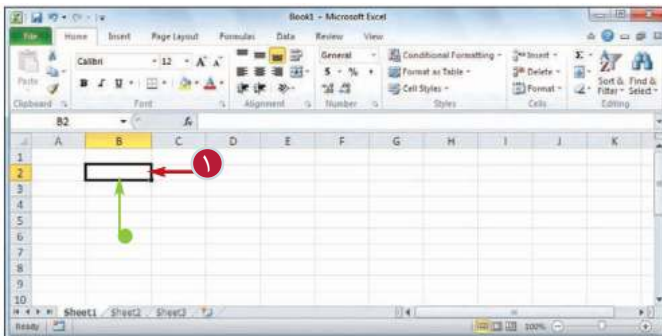 Book1 - Microsoft Excel
File Home Insert Page Layout Formulas Data Review View
Calibri 12 A A General Conditional Formatting Insert Σ
Paste B I U A $ % , Format as Table Delete Sort & Find &
Cell Styles Format Filter Select
Clipboard Font Alignment Number Styles Cells Editing
B2 fx
A B C D E F G H I J K
1
2 ١
3
4
5
6
7
8
9
10
Sheet1 Sheet2 Sheet3
Ready 100%